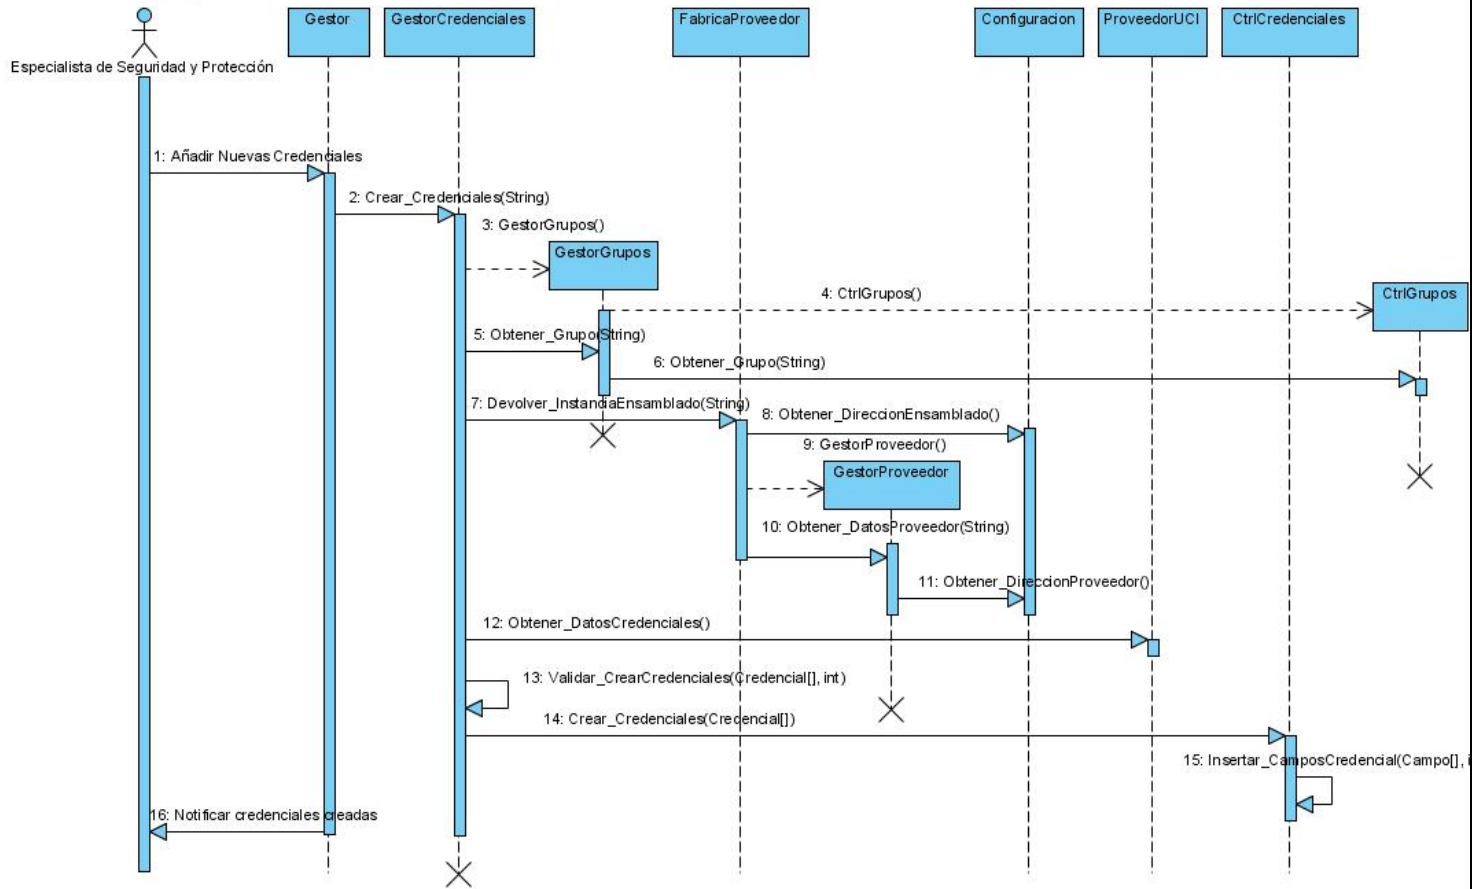 Gestor
GestorCredenciales
FabricaProveedor
Configuracion
ProveedorUCI
CtrlCredenciales
Especialista de Seguridad y Protección
1: Añadir Nuevas Credenciales
2: Crear_Credenciales(String)
3: GestorGrupos()
GestorGrupos
4: CtrlGrupos()
CtrlGrupos
5: Obtener_Grupo(String)
6: Obtener_Grupo(String)
7: Devolver_InstanciaEnsamblado(String)
8: Obtener_DireccionEnsamblado()
9: GestorProveedor()
GestorProveedor
10: Obtener_DatosProveedor(String)
11: Obtener_DireccionProveedor()
12: Obtener_DatosCredenciales()
13: Validar_CrearCredenciales(Credencial[], int)
14: Crear_Credenciales(Credencial[])
15: Insertar_CamposCredencial(Campo[], i
16: Notificar credenciales creadas